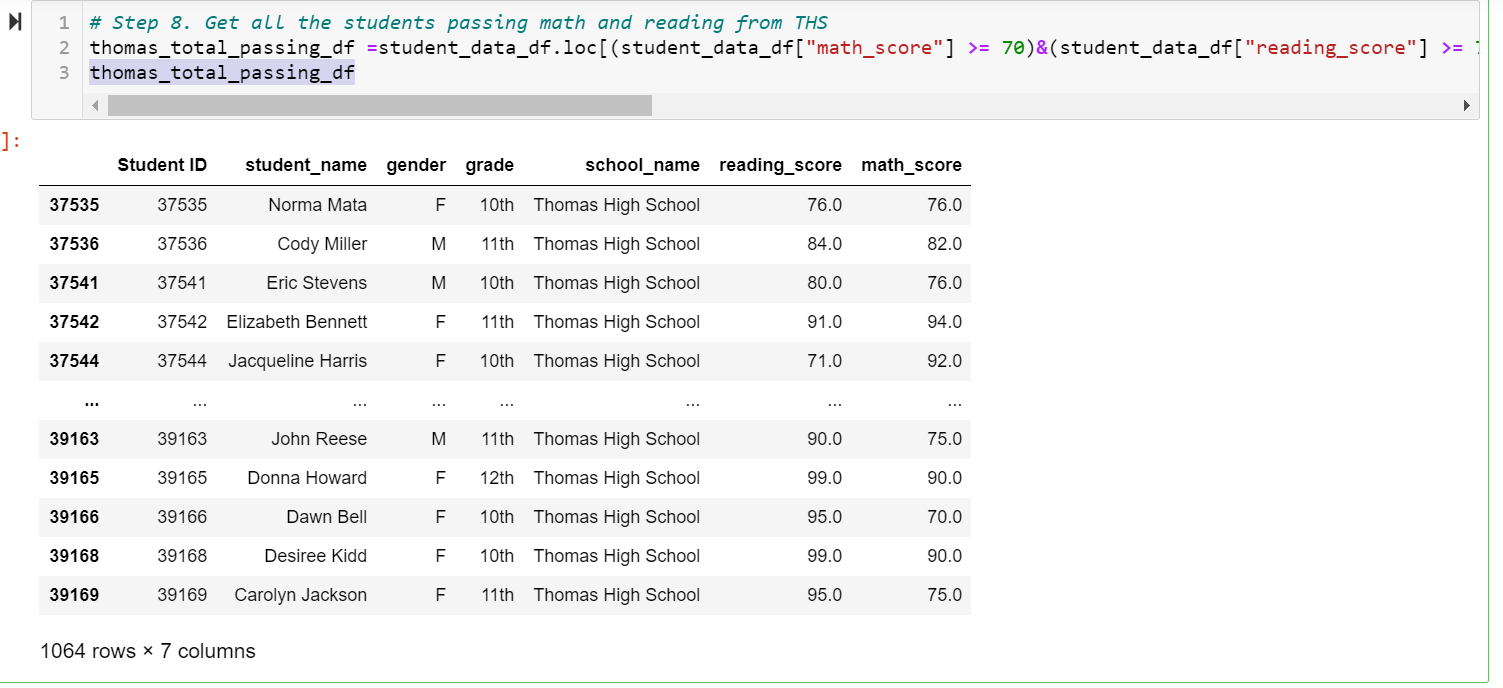 1 # Step 8. Get all the students passing math and reading from THS
2 thomas_total_passing_df =student_data_df.loc[(student_data_df["math_score"] >= 70)&(student_data_df["reading_score"] >=
3 thomas_total_passing_df
]:
Student ID student_name gender grade school_name reading_score math_score
37535 37535 Norma Mata F 10th Thomas High School 76.0 76.0
37536 37536 Cody Miller M 11th Thomas High School 84.0 82.0
37541 37541 Eric Stevens M 10th Thomas High School 80.0 76.0
37542 37542 Elizabeth Bennett F 11th Thomas High School 91.0 94.0
37544 37544 Jacqueline Harris F 10th Thomas High School 71.0 92.0
... ... ... ... ... ... ... ...
39163 39163 John Reese M 11th Thomas High School 90.0 75.0
39165 39165 Donna Howard F 12th Thomas High School 99.0 90.0
39166 39166 Dawn Bell F 10th Thomas High School 95.0 70.0
39168 39168 Desiree Kidd F 10th Thomas High School 99.0 90.0
39169 39169 Carolyn Jackson F 11th Thomas High School 95.0 75.0
1064 rows × 7 columns